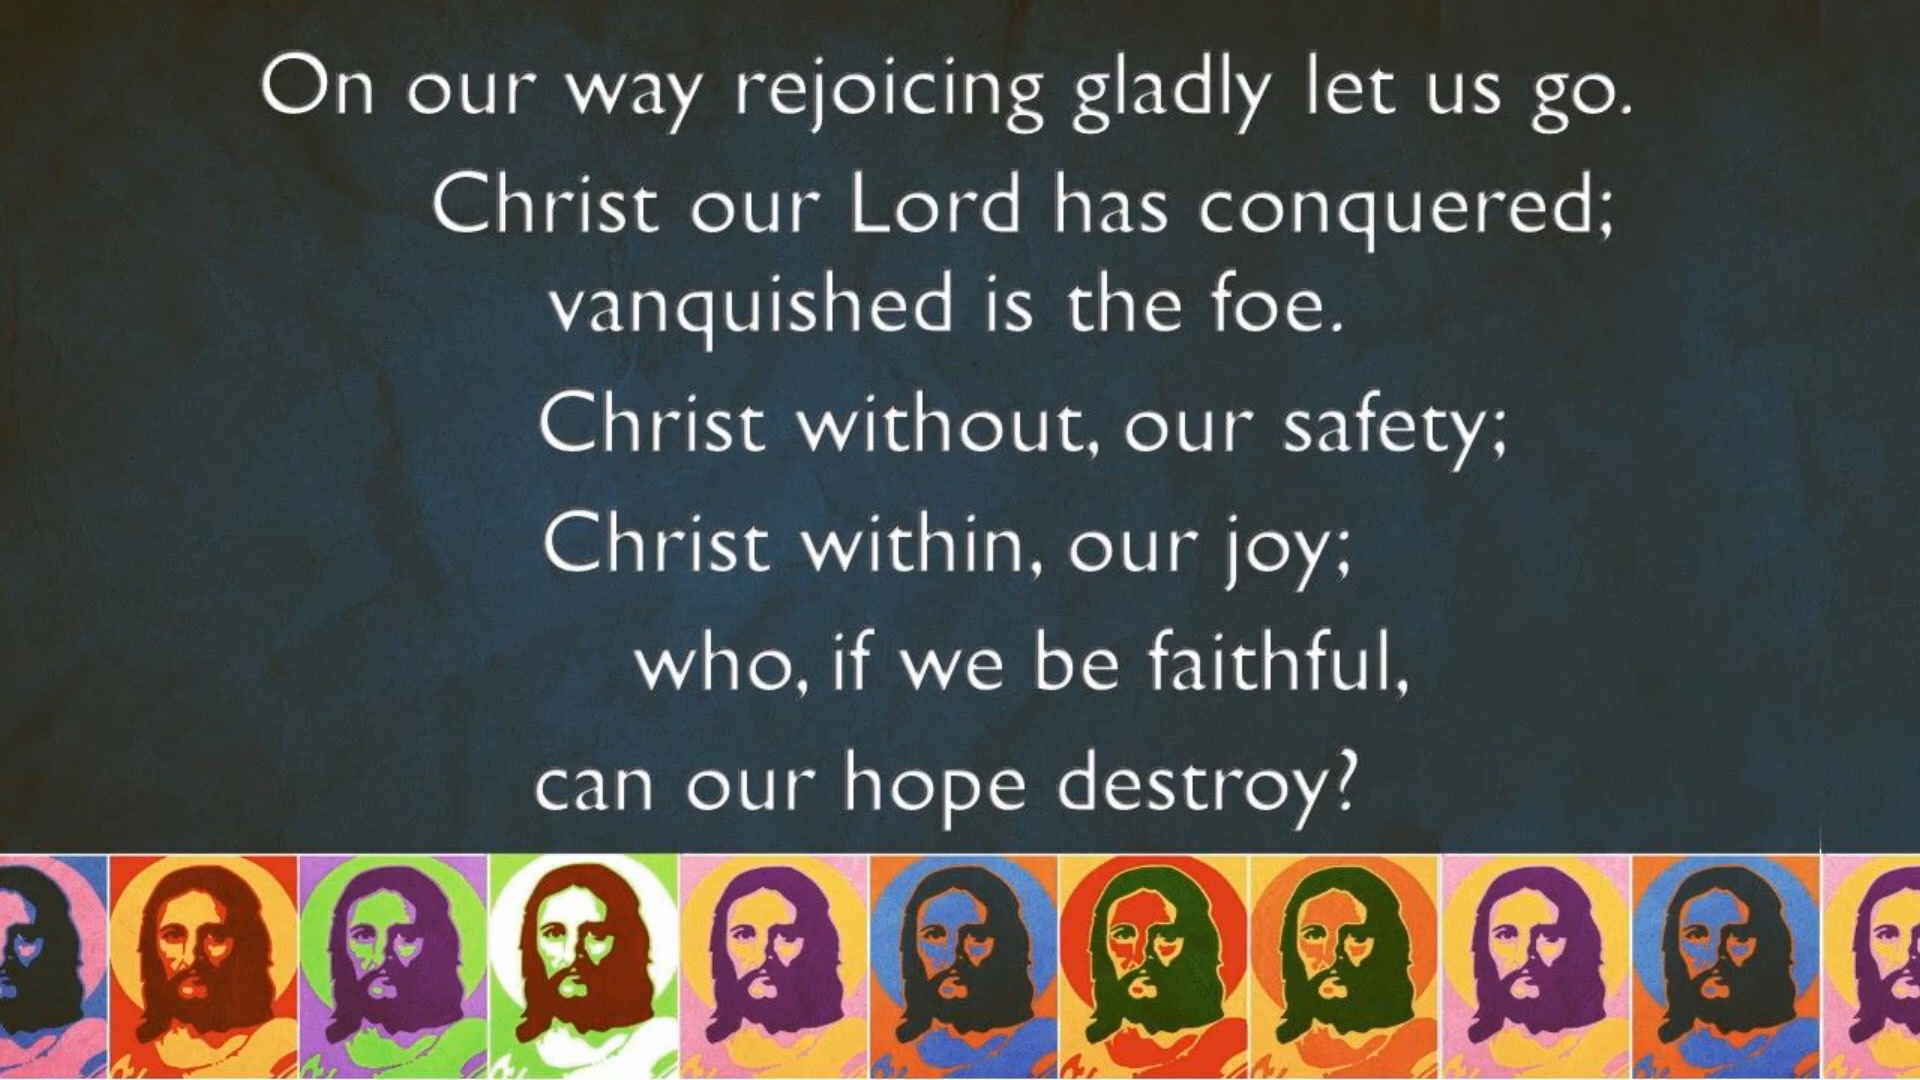 On our way rejoicing gladly let us go.
Christ our Lord has conquered;
vanquished is the foe.
Christ without, our safety;
Christ within, our joy;
who, if we be faithful,
can our hope destroy?